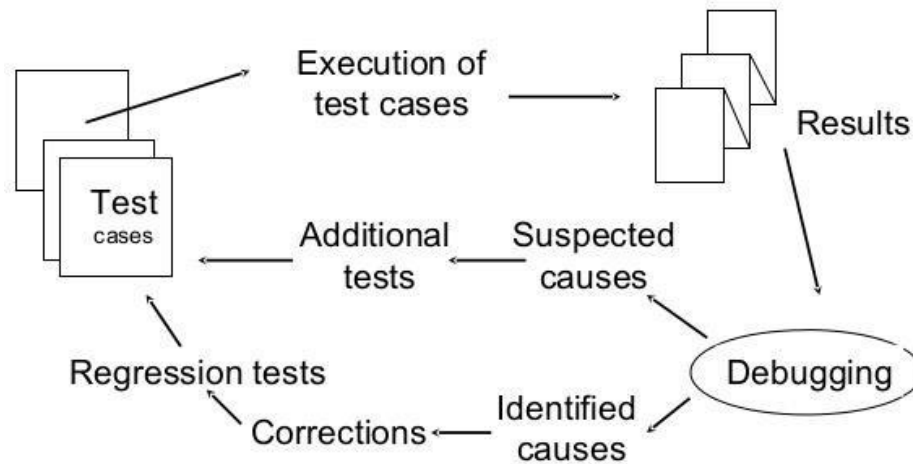 Execution of
test cases
Results
Test
cases
Additional
tests
Suspected
causes
Debugging
Regression tests
Identified
causes
Corrections